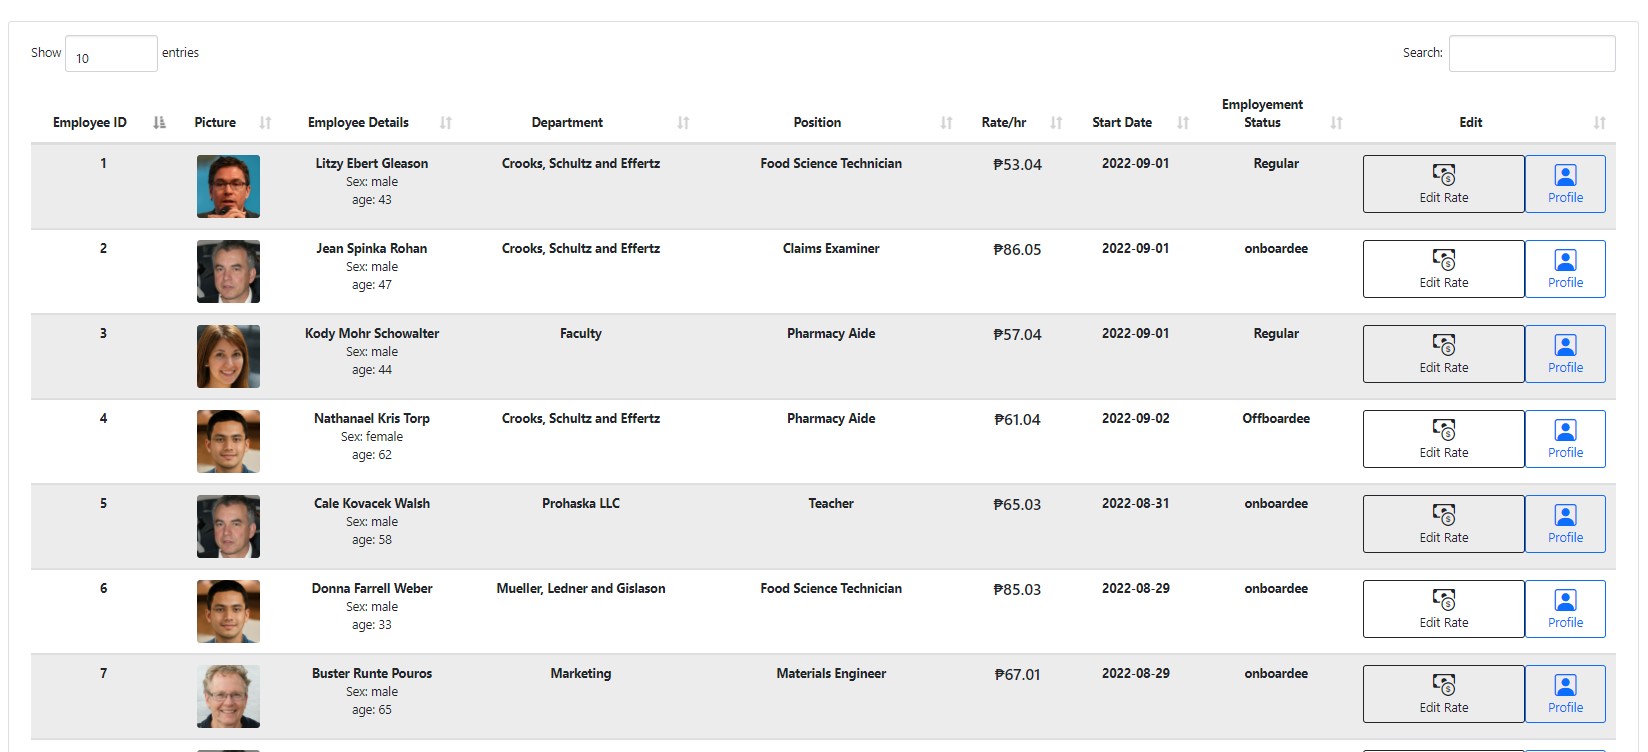 Show 10 entries Search:
Employee ID Picture Employee Details Department Position Rate/hr Start Date Employement Status Edit
1 Litzy Ebert Gleason Crooks, Schultz and Effertz Food Science Technician ₱53.04 2022-09-01 Regular
Sex: male
age: 43 Edit Rate Profile
2 Jean Spinka Rohan Crooks, Schultz and Effertz Claims Examiner ₱86.05 2022-09-01 onboardee
Sex: male
age: 47 Edit Rate Profile
3 Kody Mohr Schowalter Faculty Pharmacy Aide ₱57.04 2022-09-01 Regular
Sex: male
age: 44 Edit Rate Profile
4 Nathanael Kris Torp Crooks, Schultz and Effertz Pharmacy Aide ₱61.04 2022-09-02 Offboardee
Sex: female
age: 62 Edit Rate Profile
5 Cale Kovacek Walsh Prohaska LLC Teacher ₱65.03 2022-08-31 onboardee
Sex: male
age: 58 Edit Rate Profile
6 Donna Farrell Weber Mueller, Ledner and Gislason Food Science Technician ₱85.03 2022-08-29 onboardee
Sex: male
age: 33 Edit Rate Profile
7 Buster Runte Pouros Marketing Materials Engineer ₱67.01 2022-08-29 onboardee
Sex: male
age: 65 Edit Rate Profile